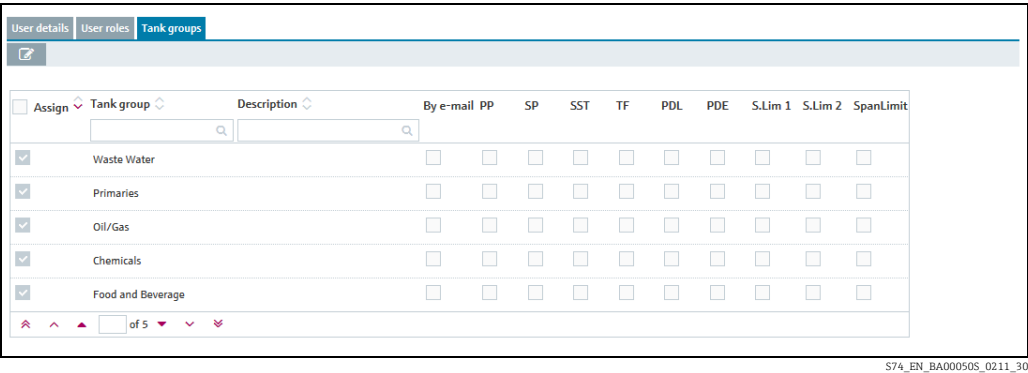 User details User roles Tank groups
Assign Tank group Description By e-mail PP SP SST TF PDL PDE S.Lim 1 S.Lim 2 SpanLimit
Waste Water
Primaries
Oil/Gas
Chemicals
Food and Beverage
of 5
S74_EN_BA00050S_0211_30